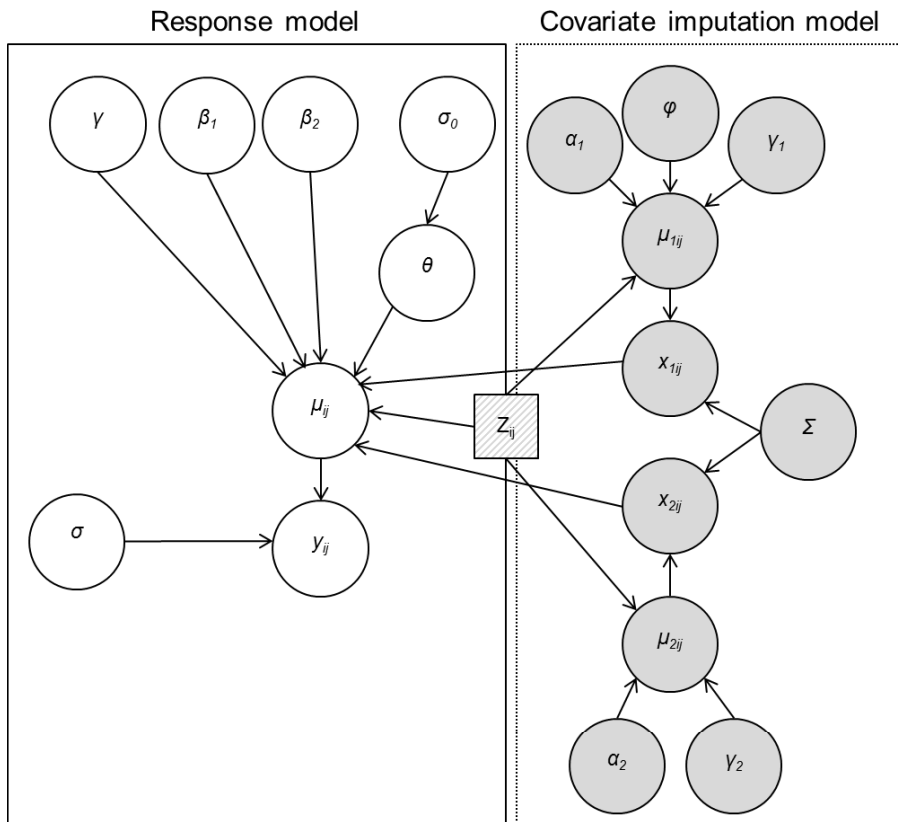 Response model
Covariate imputation model
γ
β₁
β₂
σ₀
θ
μᵢⱼ
σ
yᵢⱼ
Zᵢⱼ
α₁
φ
γ₁
μ₁ᵢⱼ
x₁ᵢⱼ
Σ
x₂ᵢⱼ
μ₂ᵢⱼ
α₂
γ₂